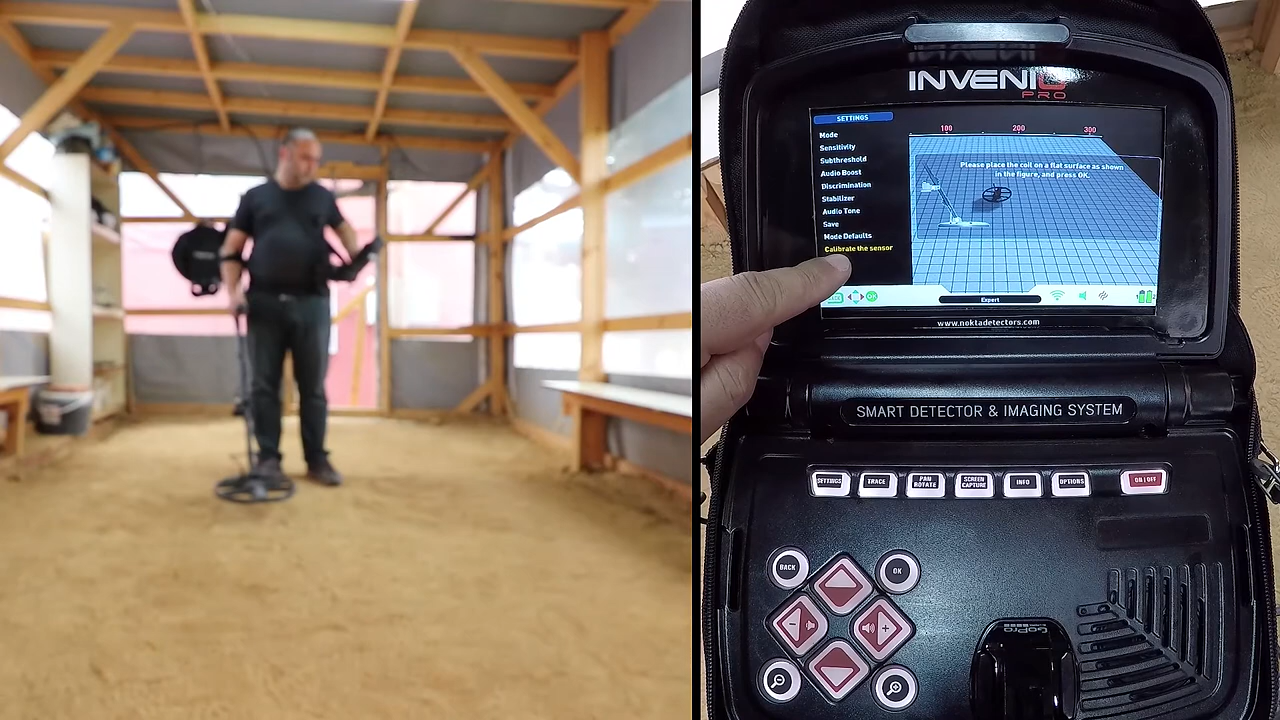 INVENIO
PRO
SETTINGS
Mode
Sensitivity
Subthreshold
Audio Boost
Discrimination
Stabilizer
Audio Tone
Save
Mode Defaults
Calibrate the sensor
100 200 300
Please place the coil on a flat surface as shown
in the figure, and press OK.
OK
Expert
www.noktadetectors.com
SMART DETECTOR & IMAGING SYSTEM
SETTINGS
TRACE
PAN
ROTATE
SCREEN
CAPTURE
INFO
OPTIONS
ON | OFF
BACK
OK
- +
GoPro